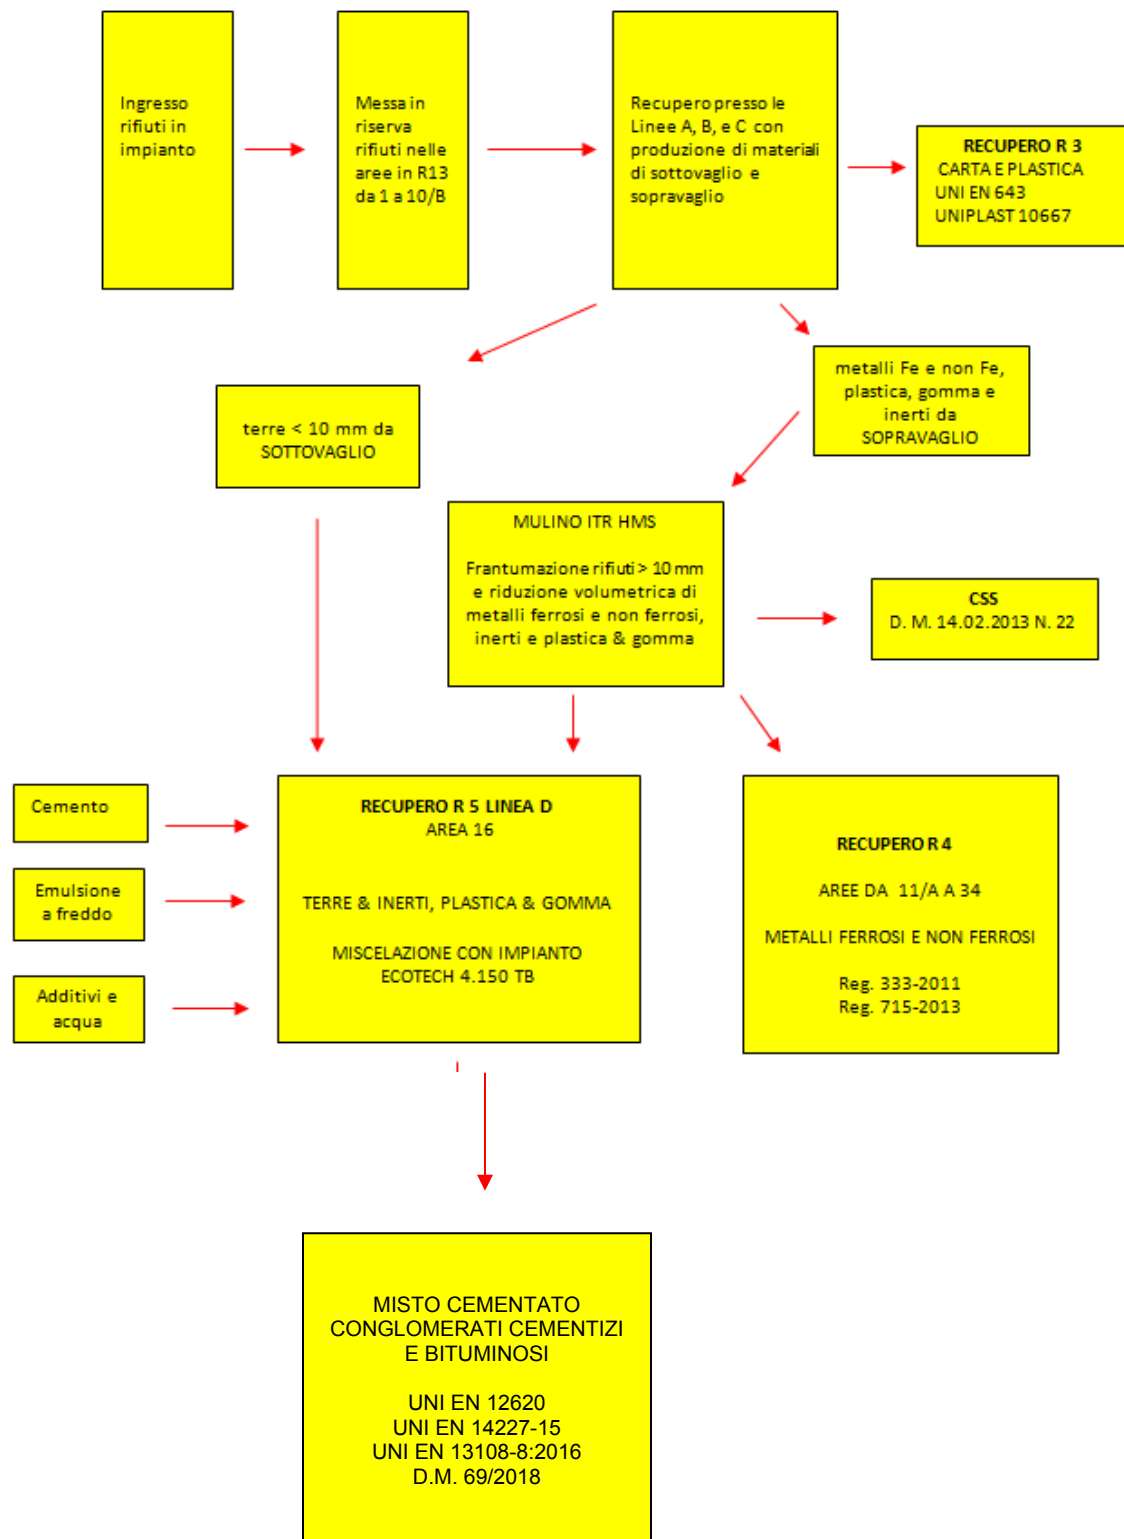 Ingresso
rifiuti in
impianto
Messa in
riserva
rifiuti nelle
aree in R13
da 1 a 10/B
Recupero presso le
Linee A, B, e C con
produzione di materiali
di sottovaglio e
sopravaglio
RECUPERO R 3
CARTA E PLASTICA
UNI EN 643
UNIPLAST 10667
terre < 10 mm da
SOTTOVAGLIO
metalli Fe e non Fe,
plastica, gomma e
inerti da
SOPRAVAGLIO
MULINO ITR HMS
Frantumazione rifiuti > 10 mm
e riduzione volumetrica di
metalli ferrosi e non ferrosi,
inerti e plastica & gomma
CSS
D. M. 14.02.2013 N. 22
Cemento
Emulsione
a freddo
Additivi e
acqua
RECUPERO R 5 LINEA D
AREA 16
TERRE & INERTI, PLASTICA & GOMMA
MISCELAZIONE CON IMPIANTO
ECOTECH 4.150 TB
RECUPERO R 4
AREE DA 11/A A 34
METALLI FERROSI E NON FERROSI
Reg. 333-2011
Reg. 715-2013
MISTO CEMENTATO
CONGLOMERATI CEMENTIZI
E BITUMINOSI
UNI EN 12620
UNI EN 14227-15
UNI EN 13108-8:2016
D.M. 69/2018